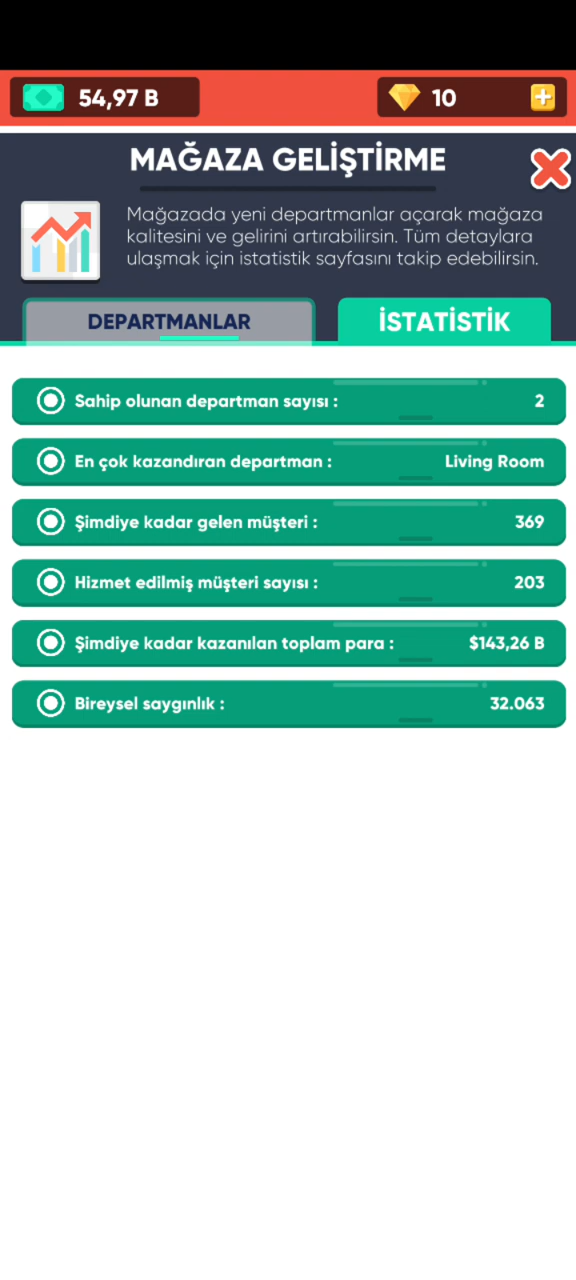 54,97 B
10
MAĞAZA GELİŞTİRME
Mağazada yeni departmanlar açarak mağaza
kalitesini ve gelirini artırabilirsin. Tüm detaylara
ulaşmak için istatistik sayfasını takip edebilirsin.
DEPARTMANLAR
İSTATİSTİK
Sahip olunan departman sayısı : 2
En çok kazandıran departman : Living Room
Şimdiye kadar gelen müşteri : 369
Hizmet edilmiş müşteri sayısı : 203
Şimdiye kadar kazanılan toplam para : $143,26 B
Bireysel saygınlık : 32.063